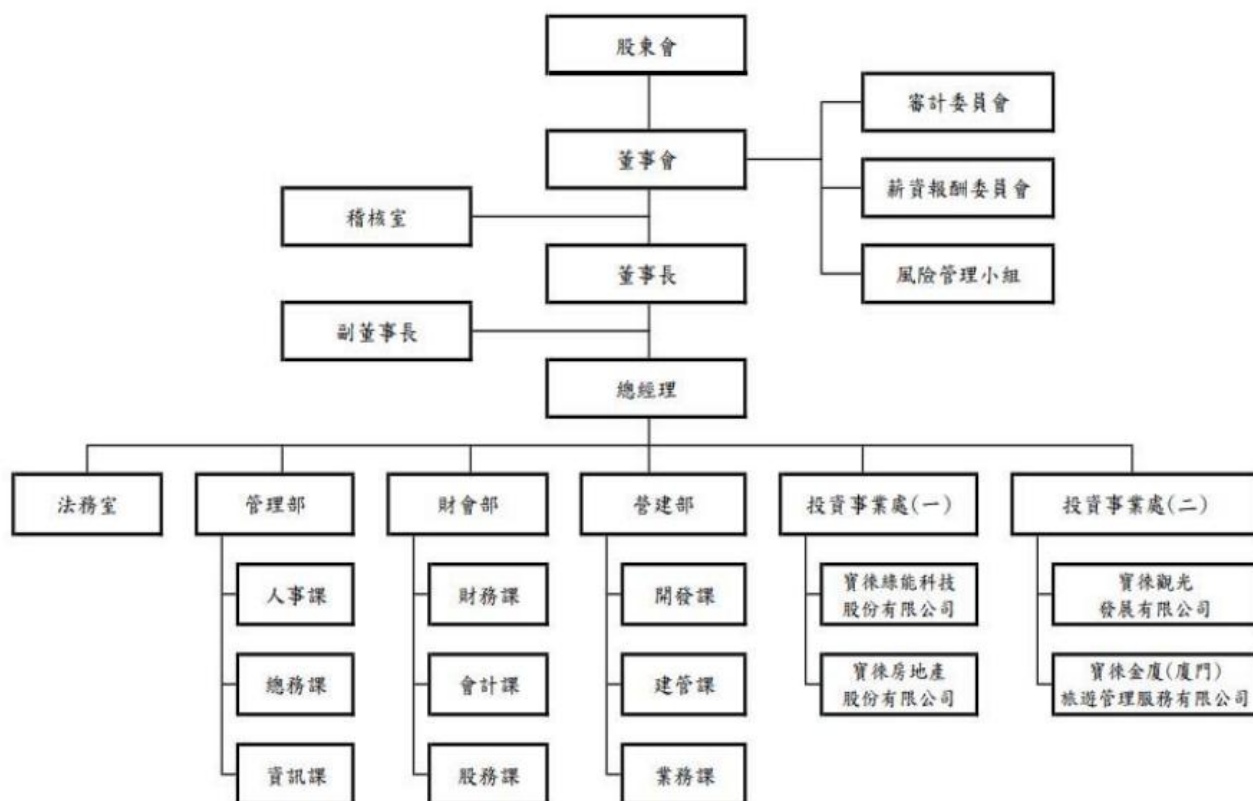 股東會
審計委員會
董事會
薪資報酬委員會
稽核室
董事長
風險管理小組
副董事長
總經理
法務室
管理部
財會部
營建部
投資事業處(一)
投資事業處(二)
人事課
財務課
開發課
寶徠綠能科技
股份有限公司
寶徠觀光
發展有限公司
總務課
會計課
建管課
寶徠房地產
股份有限公司
寶徠金廈(廈門)
旅遊管理服務有限公司
資訊課
股務課
業務課